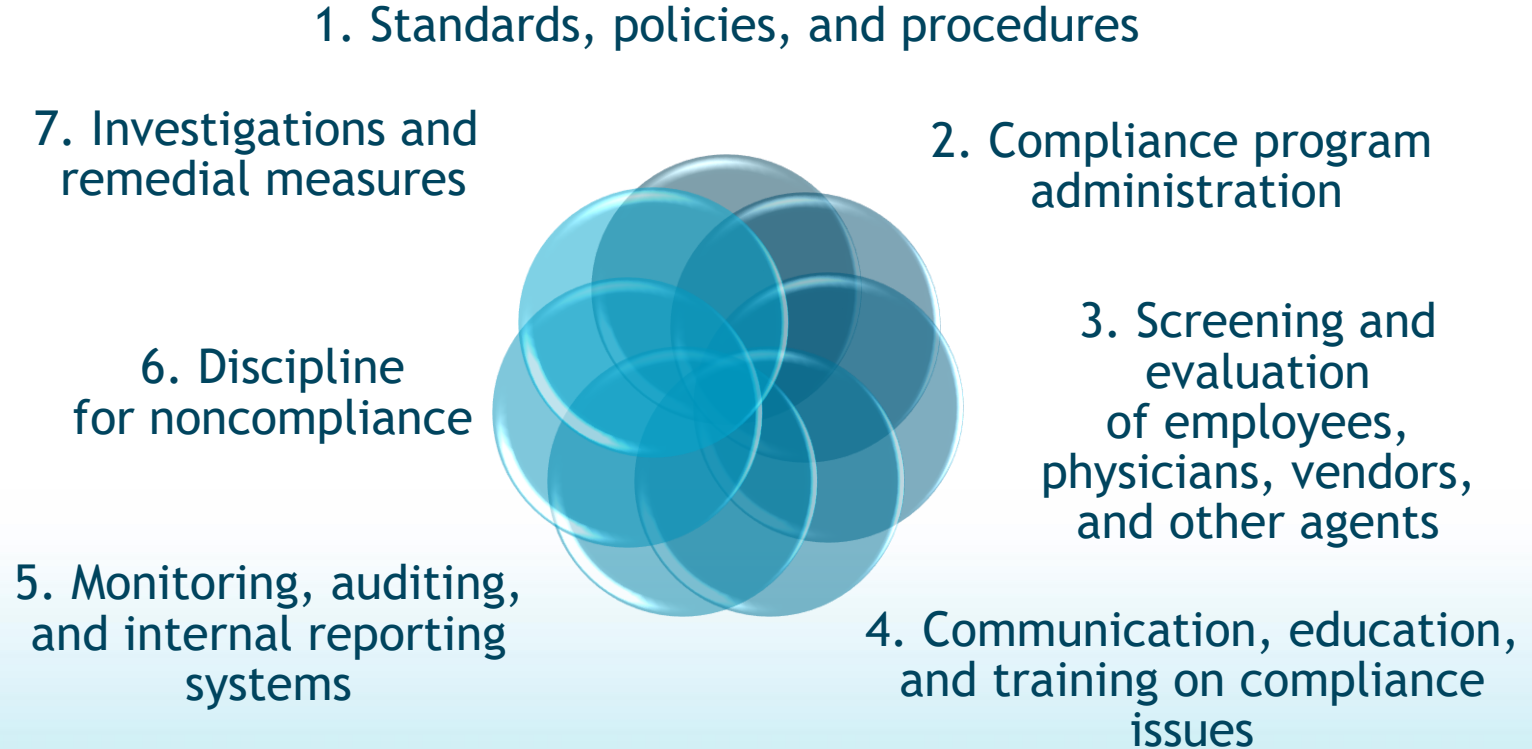 1. Standards, policies, and procedures
2. Compliance program
administration
3. Screening and
evaluation
of employees,
physicians, vendors,
and other agents
4. Communication, education,
and training on compliance
issues
5. Monitoring, auditing,
and internal reporting
systems
6. Discipline
for noncompliance
7. Investigations and
remedial measures